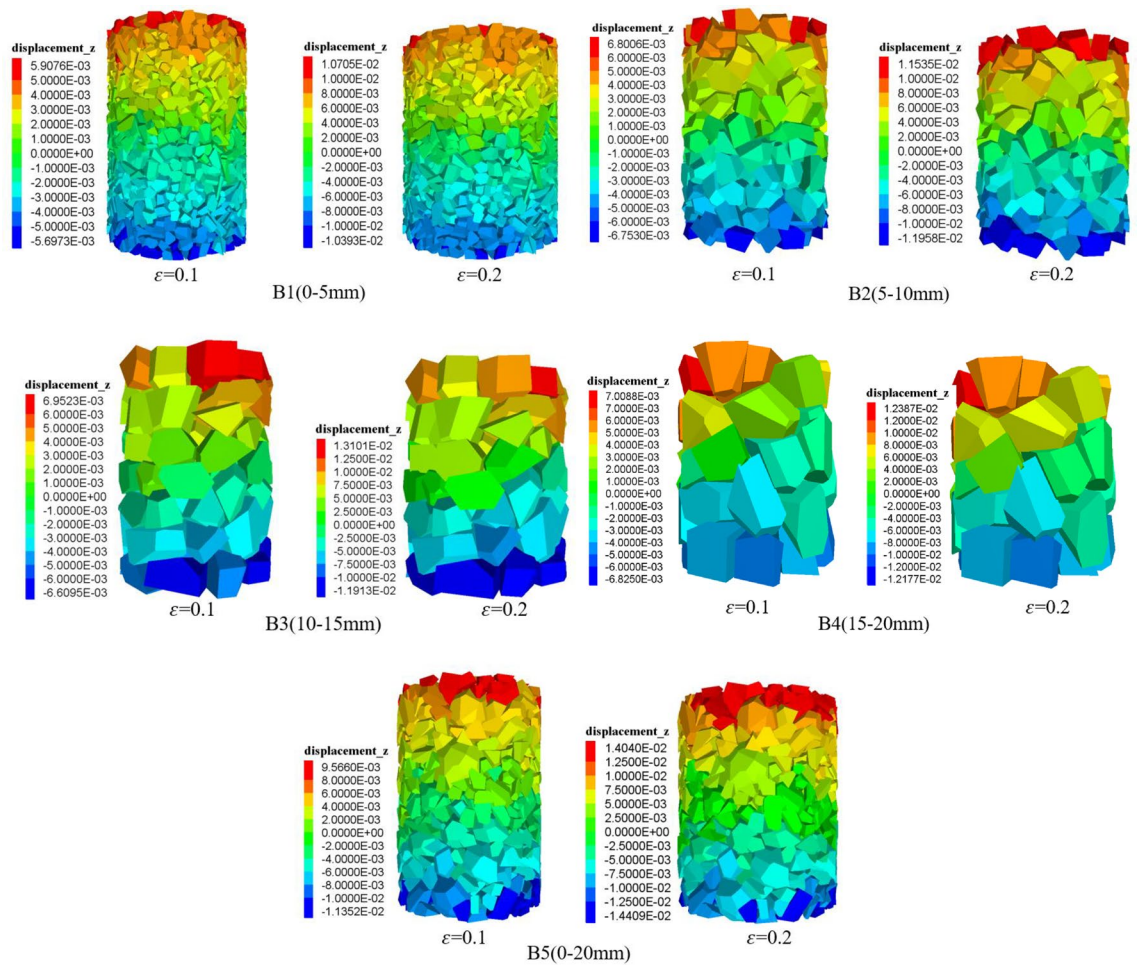 displacement_z
5.9076E-03
5.0000E-03
4.0000E-03
3.0000E-03
2.0000E-03
1.0000E-03
0.0000E+00
-1.0000E-03
-2.0000E-03
-3.0000E-03
-4.0000E-03
-5.0000E-03
-5.6973E-03
ε=0.1
displacement_z
1.0705E-02
1.0000E-02
8.0000E-03
6.0000E-03
4.0000E-03
2.0000E-03
0.0000E+00
-2.0000E-03
-4.0000E-03
-6.0000E-03
-8.0000E-03
-1.0000E-02
-1.0393E-02
ε=0.2
B1(0-5mm)
displacement_z
6.8006E-03
6.0000E-03
5.0000E-03
4.0000E-03
3.0000E-03
2.0000E-03
1.0000E-03
0.0000E+00
-1.0000E-03
-2.0000E-03
-3.0000E-03
-4.0000E-03
-5.0000E-03
-6.0000E-03
-6.7530E-03
ε=0.1
displacement_z
1.1535E-02
1.0000E-02
8.0000E-03
6.0000E-03
4.0000E-03
2.0000E-03
0.0000E+00
-2.0000E-03
-4.0000E-03
-6.0000E-03
-8.0000E-03
-1.0000E-02
-1.1958E-02
ε=0.2
B2(5-10mm)
displacement_z
6.9523E-03
6.0000E-03
5.0000E-03
4.0000E-03
3.0000E-03
2.0000E-03
1.0000E-03
0.0000E+00
-1.0000E-03
-2.0000E-03
-3.0000E-03
-4.0000E-03
-5.0000E-03
-6.0000E-03
-6.6095E-03
ε=0.1
displacement_z
1.3101E-02
1.2500E-02
1.0000E-02
7.5000E-03
5.0000E-03
2.5000E-03
0.0000E+00
-2.5000E-03
-5.0000E-03
-7.5000E-03
-1.0000E-02
-1.1913E-02
ε=0.2
B3(10-15mm)
displacement_z
7.0088E-03
7.0000E-03
6.0000E-03
5.0000E-03
4.0000E-03
3.0000E-03
2.0000E-03
1.0000E-03
0.0000E+00
-1.0000E-03
-2.0000E-03
-3.0000E-03
-4.0000E-03
-5.0000E-03
-6.0000E-03
-6.8250E-03
ε=0.1
displacement_z
1.2387E-02
1.2000E-02
1.0000E-02
8.0000E-03
6.0000E-03
4.0000E-03
2.0000E-03
0.0000E+00
-2.0000E-03
-4.0000E-03
-6.0000E-03
-8.0000E-03
-1.0000E-02
-1.2000E-02
-1.2177E-02
ε=0.2
B4(15-20mm)
displacement_z
9.5660E-03
8.0000E-03
6.0000E-03
4.0000E-03
2.0000E-03
0.0000E+00
-2.0000E-03
-4.0000E-03
-6.0000E-03
-8.0000E-03
-1.0000E-02
-1.1352E-02
ε=0.1
displacement_z
1.4040E-02
1.2500E-02
1.0000E-02
7.5000E-03
5.0000E-03
2.5000E-03
0.0000E+00
-2.5000E-03
-5.0000E-03
-7.5000E-03
-1.0000E-02
-1.2500E-02
-1.4409E-02
ε=0.2
B5(0-20mm)